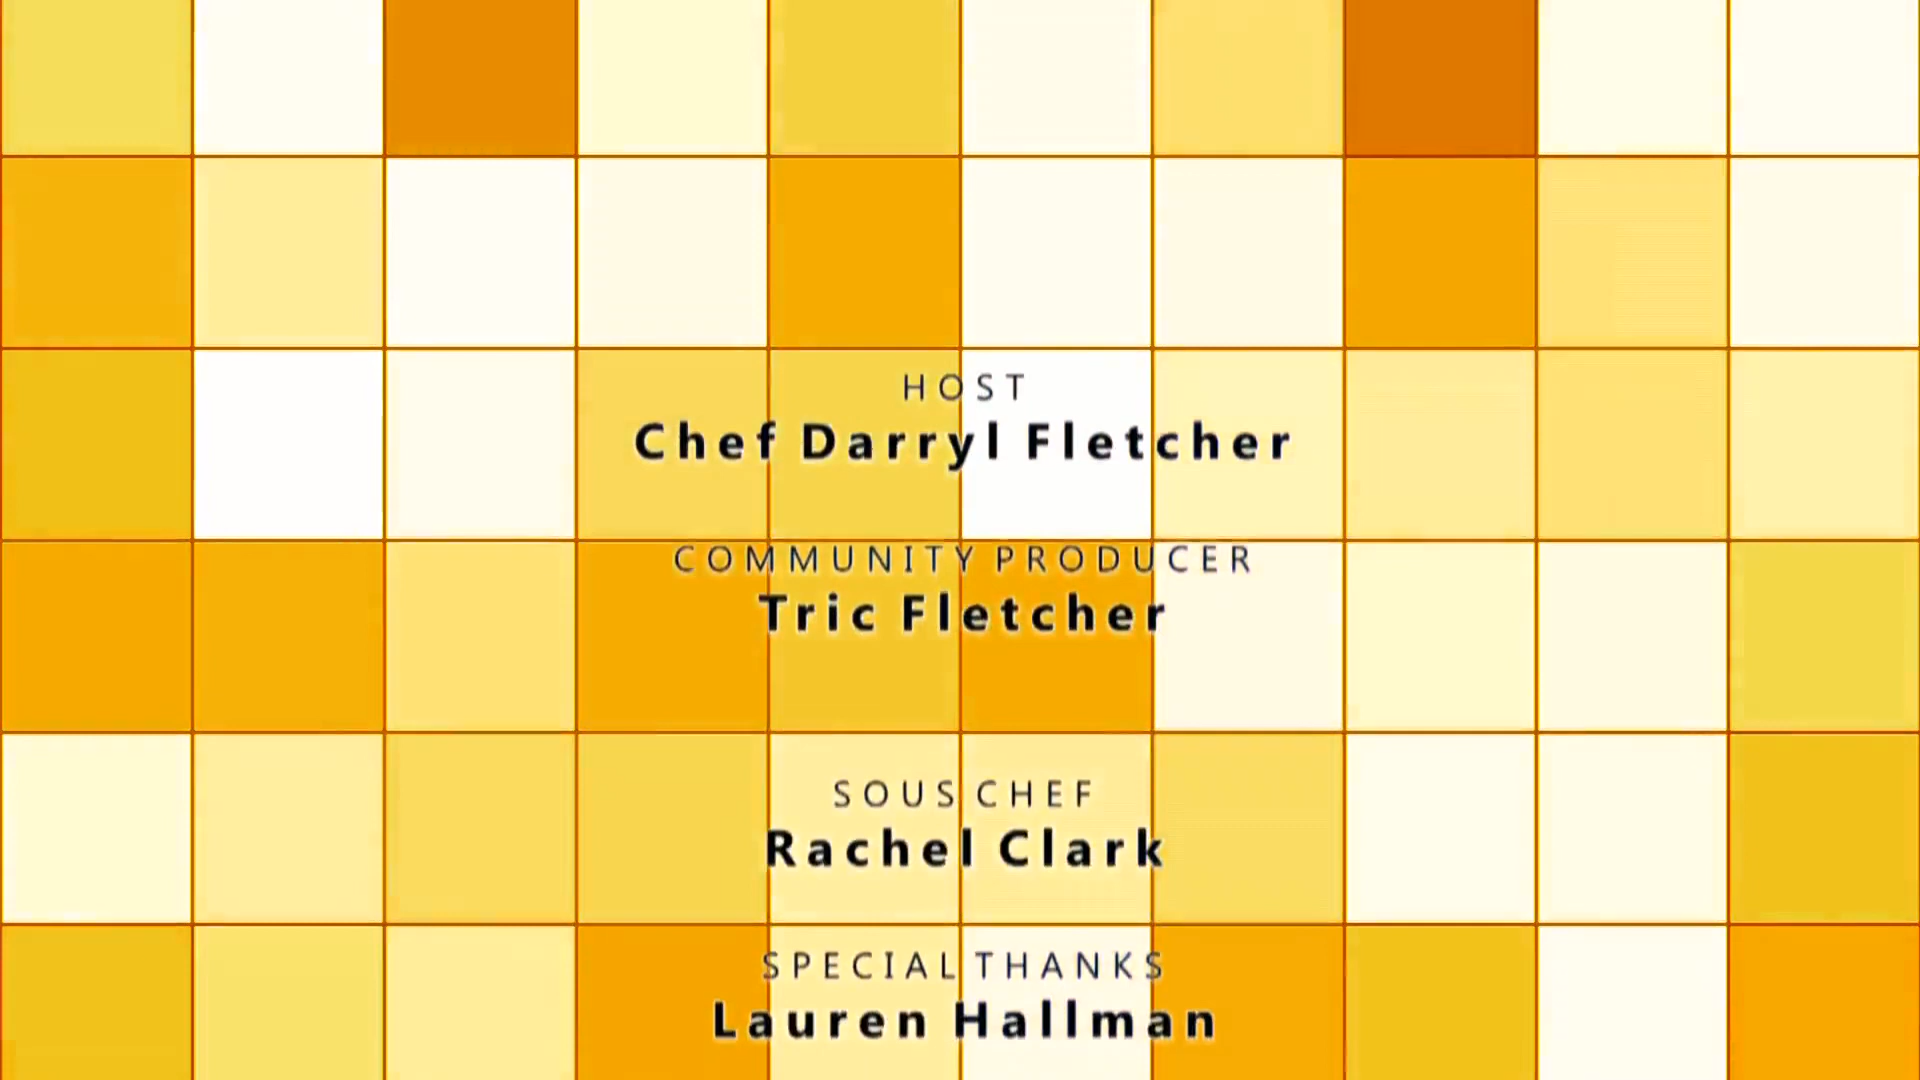 HOST
Chef Darryl Fletcher
COMMUNITY PRODUCER
Tric Fletcher
SOUS CHEF
Rachel Clark
SPECIAL THANKS
Lauren Hallman